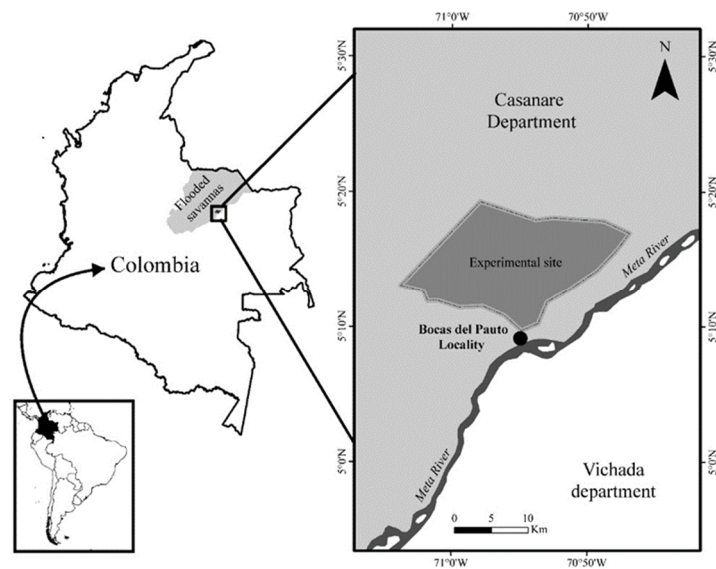 71°0'W
70°50'W
5°30'N
5°30'N
N
Casanare
Department
Flooded
savannas
5°20'N
5°20'N
Colombia
Experimental site
Meta River
Bocas del Pauto
Locality
5°10'N
5°10'N
Meta River
Vichada
department
5°0'N
5°0'N
0 5 10
Km
71°0'W
70°50'W